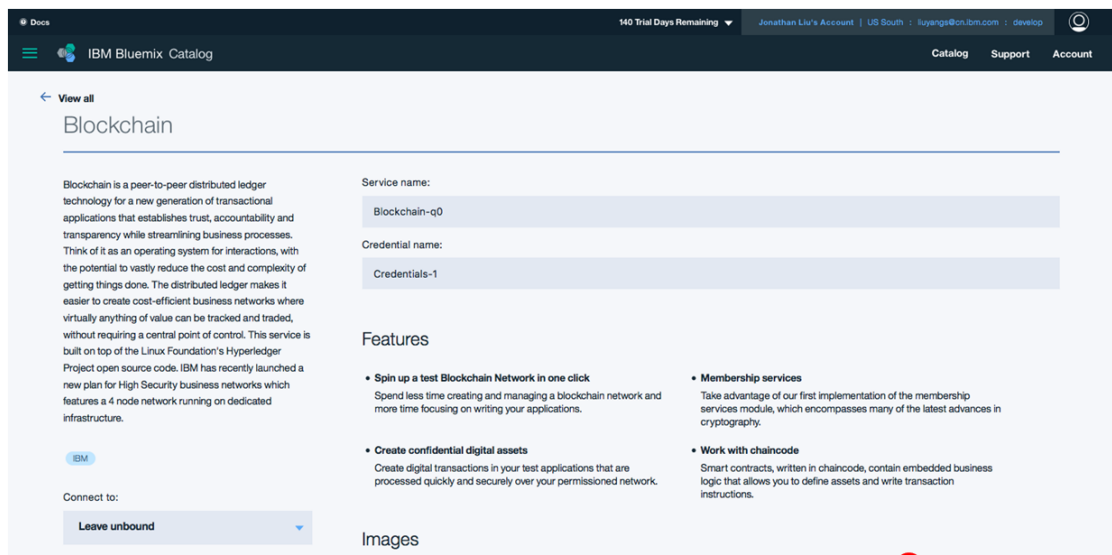 Docs
140 Trial Days Remaining
Jonathan Liu's Account | US South : liuyangs@cn.ibm.com : develop
IBM Bluemix Catalog
Catalog
Support
Account
View all
Blockchain
Blockchain is a peer-to-peer distributed ledger
technology for a new generation of transactional
applications that establishes trust, accountability and
transparency while streamlining business processes.
Think of it as an operating system for interactions, with
the potential to vastly reduce the cost and complexity of
getting things done. The distributed ledger makes it
easier to create cost-efficient business networks where
virtually anything of value can be tracked and traded,
without requiring a central point of control. This service is
built on top of the Linux Foundation's Hyperledger
Project open source code. IBM has recently launched a
new plan for High Security business networks which
features a 4 node network running on dedicated
infrastructure.
IBM
Connect to:
Leave unbound
Service name:
Blockchain-q0
Credential name:
Credentials-1
Features
• Spin up a test Blockchain Network in one click
Spend less time creating and managing a blockchain network and
more time focusing on writing your applications.
• Membership services
Take advantage of our first implementation of the membership
services module, which encompasses many of the latest advances in
cryptography.
• Create confidential digital assets
Create digital transactions in your test applications that are
processed quickly and securely over your permissioned network.
• Work with chaincode
Smart contracts, written in chaincode, contain embedded business
logic that allows you to define assets and write transaction
instructions.
Images